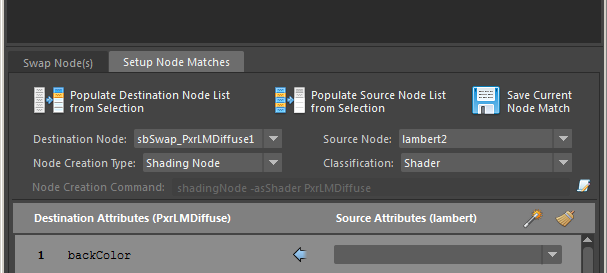 Swap Node(s) Setup Node Matches
Populate Destination Node List from Selection
Populate Source Node List from Selection
Save Current Node Match
Destination Node: sbSwap_PxrLMDiffuse1 Source Node: lambert2
Node Creation Type: Shading Node Classification: Shader
Node Creation Command: shadingNode -asShader PxrLMDiffuse
Destination Attributes (PxrLMDiffuse) Source Attributes (lambert)
1 backColor